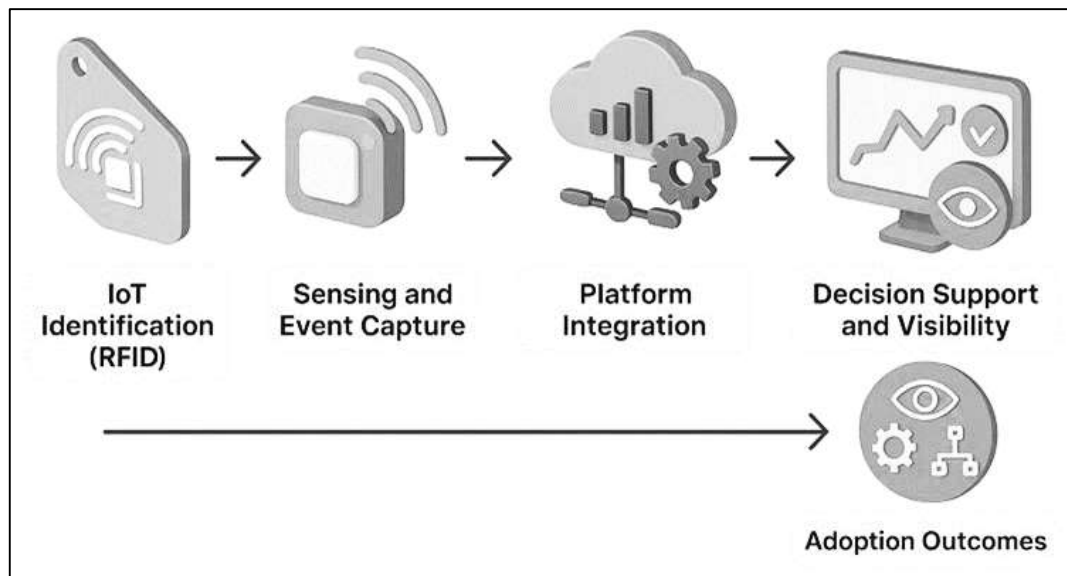 IoT
Identification
(RFID)
Sensing and
Event Capture
Platform
Integration
Decision Support
and Visibility
Adoption Outcomes